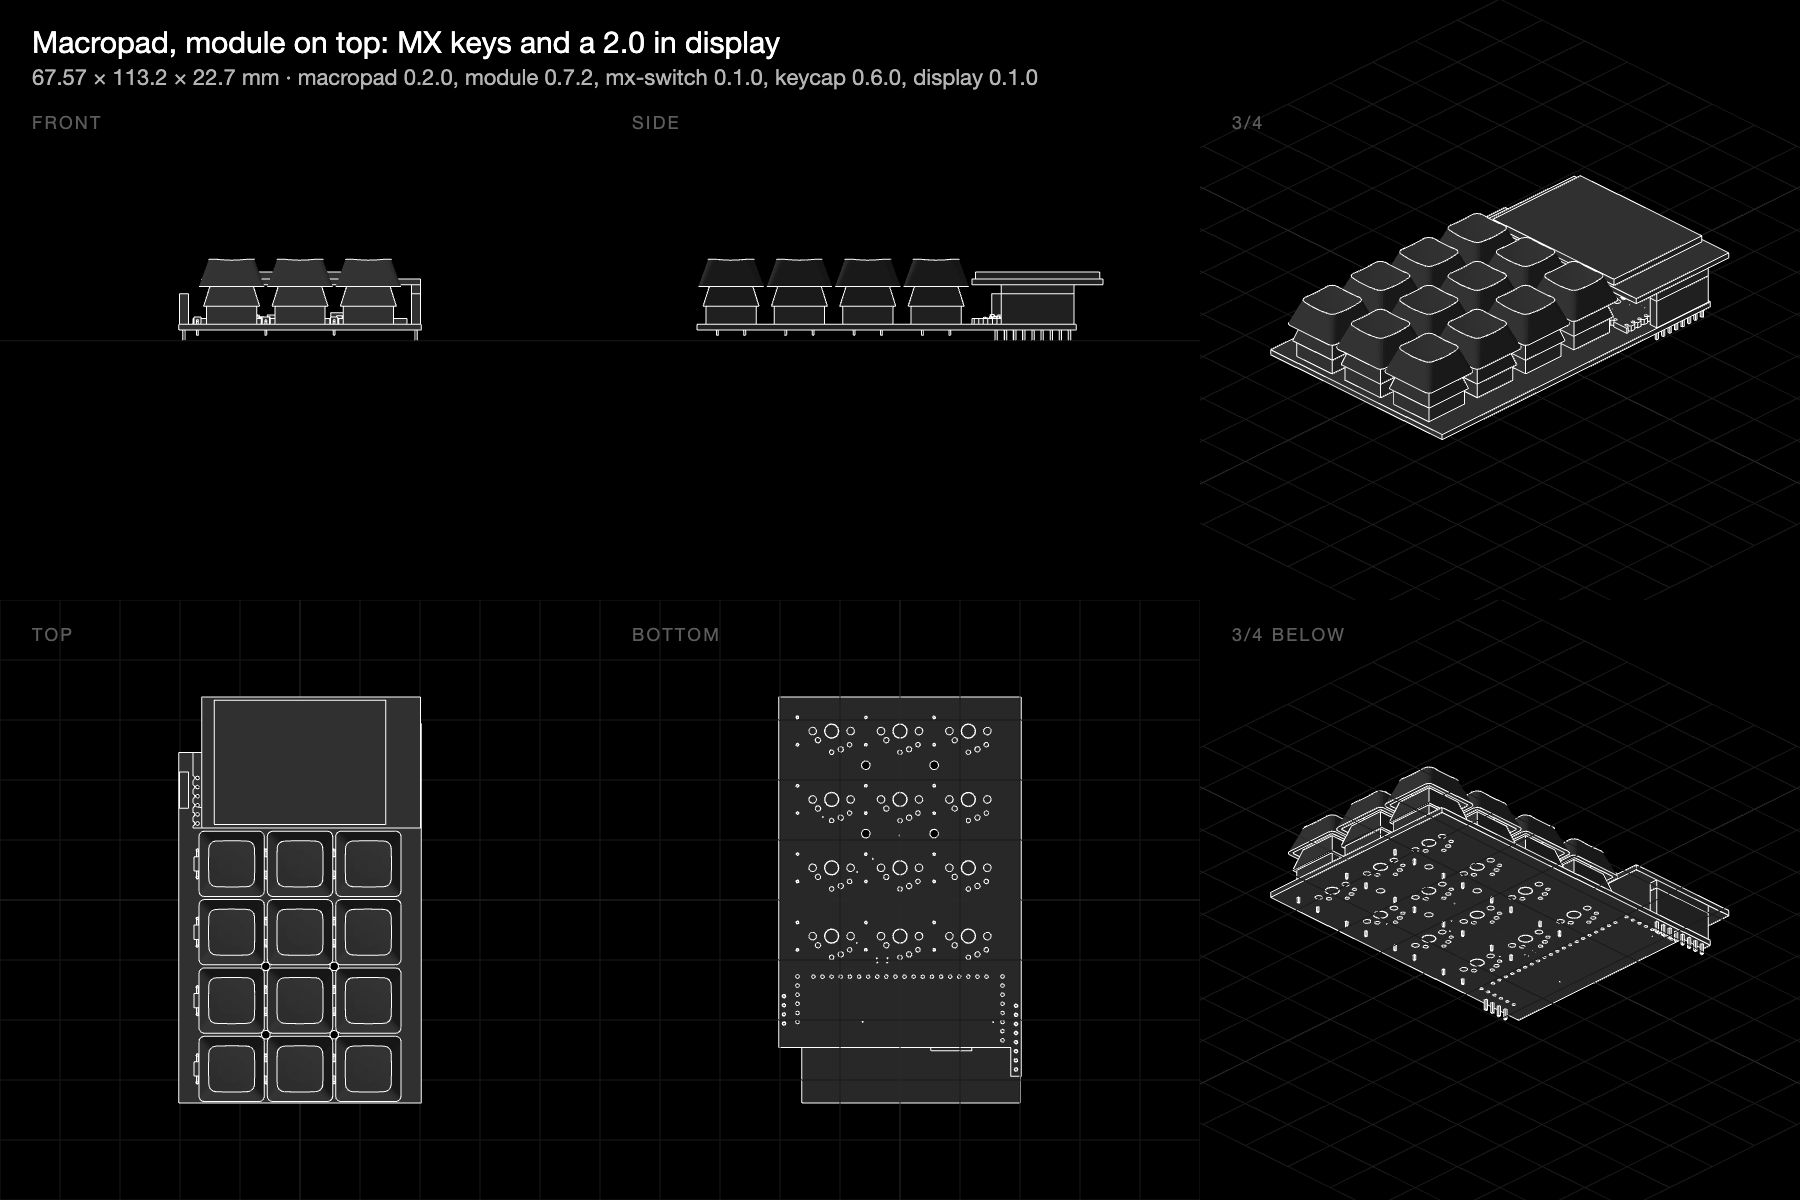 Macropad, module on top: MX keys and a 2.0 in display
67.57 × 113.2 × 22.7 mm · macropad 0.2.0, module 0.7.2, mx-switch 0.1.0, keycap 0.6.0, display 0.1.0
FRONT
SIDE
3/4
TOP
BOTTOM
3/4 BELOW